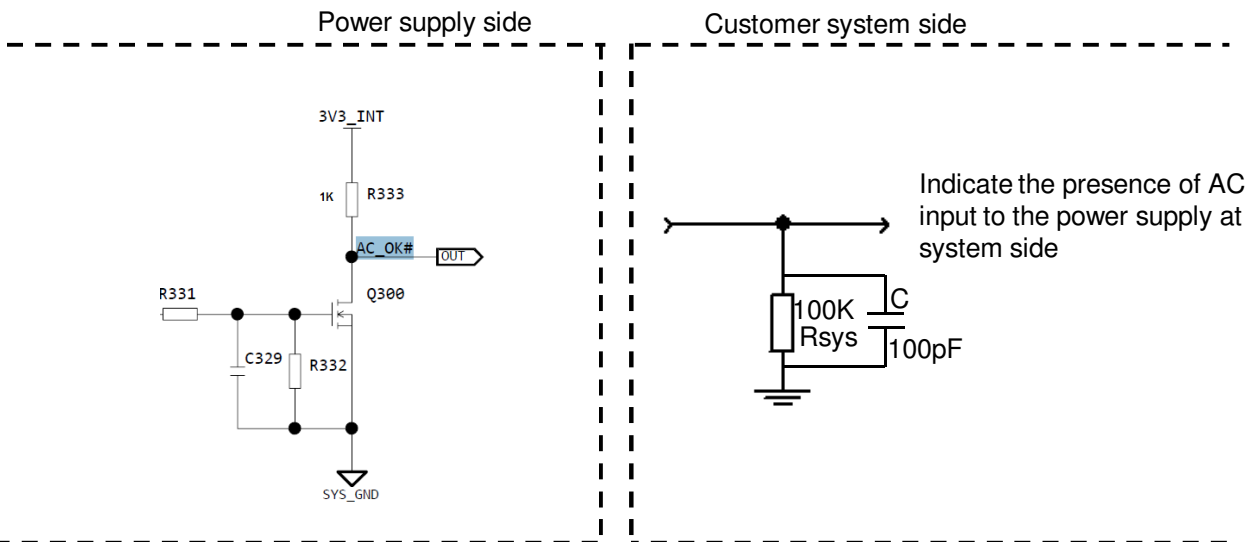 Power supply side
Customer system side
3V3_INT
1K
R333
AC_OK#
OUT
R331
Q300
C329
R332
SYS_GND
Indicate the presence of AC
input to the power supply at
system side
100K
Rsys
C
100pF